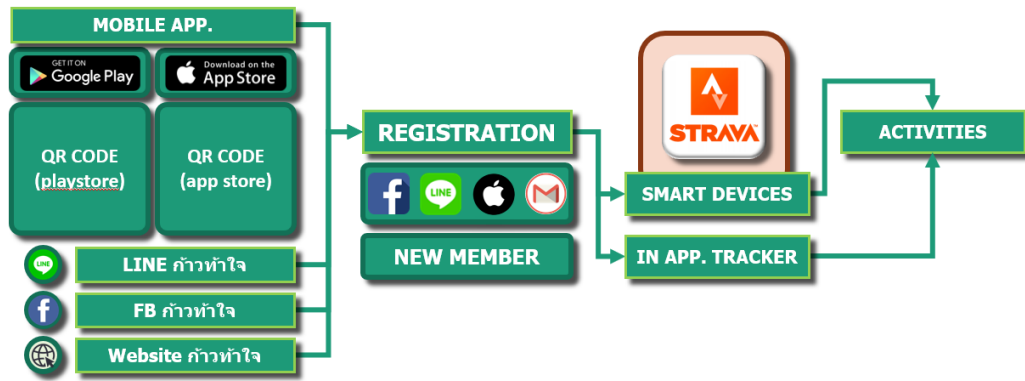 MOBILE APP.
GET IT ON
Google Play
Download on the
App Store
QR CODE
(playstore)
QR CODE
(app store)
LINE ก้าวท้าใจ
FB ก้าวท้าใจ
Website ก้าวท้าใจ
REGISTRATION
LINE
NEW MEMBER
STRAVA
SMART DEVICES
IN APP. TRACKER
ACTIVITIES
LINE